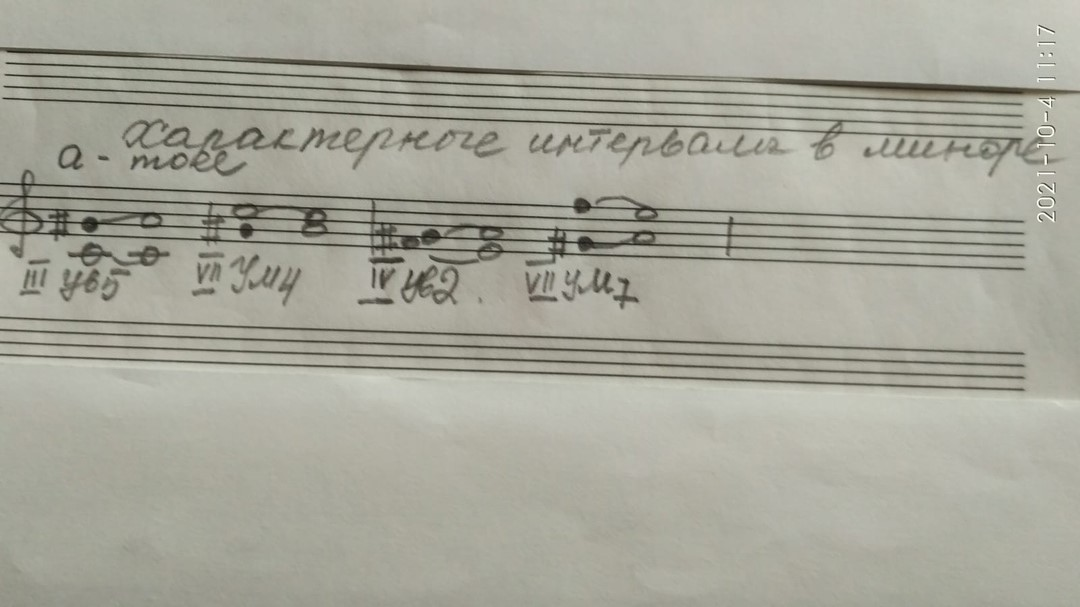 Характерные интервалы в миноре
a - moll
III ув5 VII ум4 IV ув2. VII ум7
2021-10-4 11:17